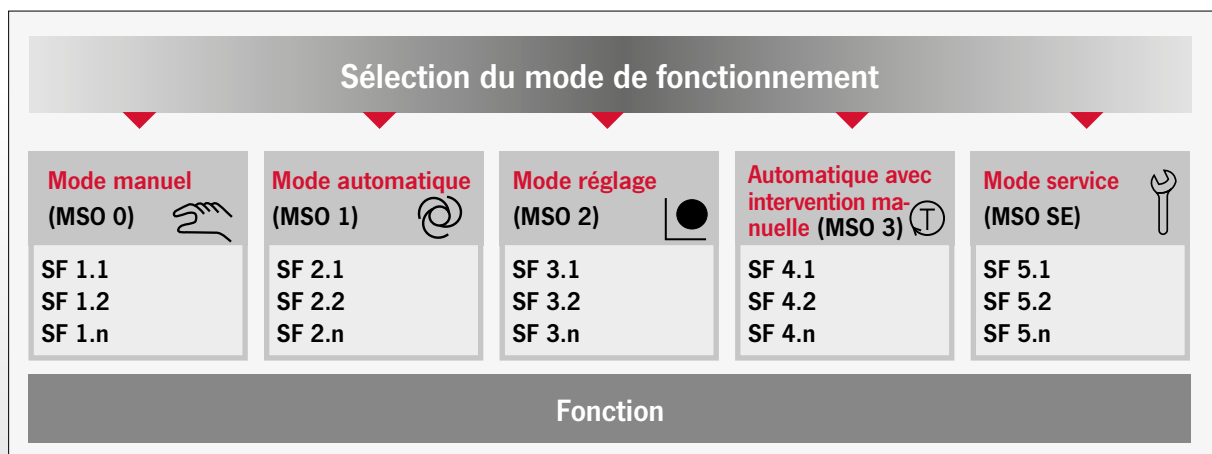 Sélection du mode de fonctionnement
Mode manuel
(MSO 0)
SF 1.1
SF 1.2
SF 1.n
Mode automatique
(MSO 1)
SF 2.1
SF 2.2
SF 2.n
Mode réglage
(MSO 2)
SF 3.1
SF 3.2
SF 3.n
Automatique avec
intervention ma-
nuelle (MSO 3)
T
SF 4.1
SF 4.2
SF 4.n
Mode service
(MSO SE)
SF 5.1
SF 5.2
SF 5.n
Fonction